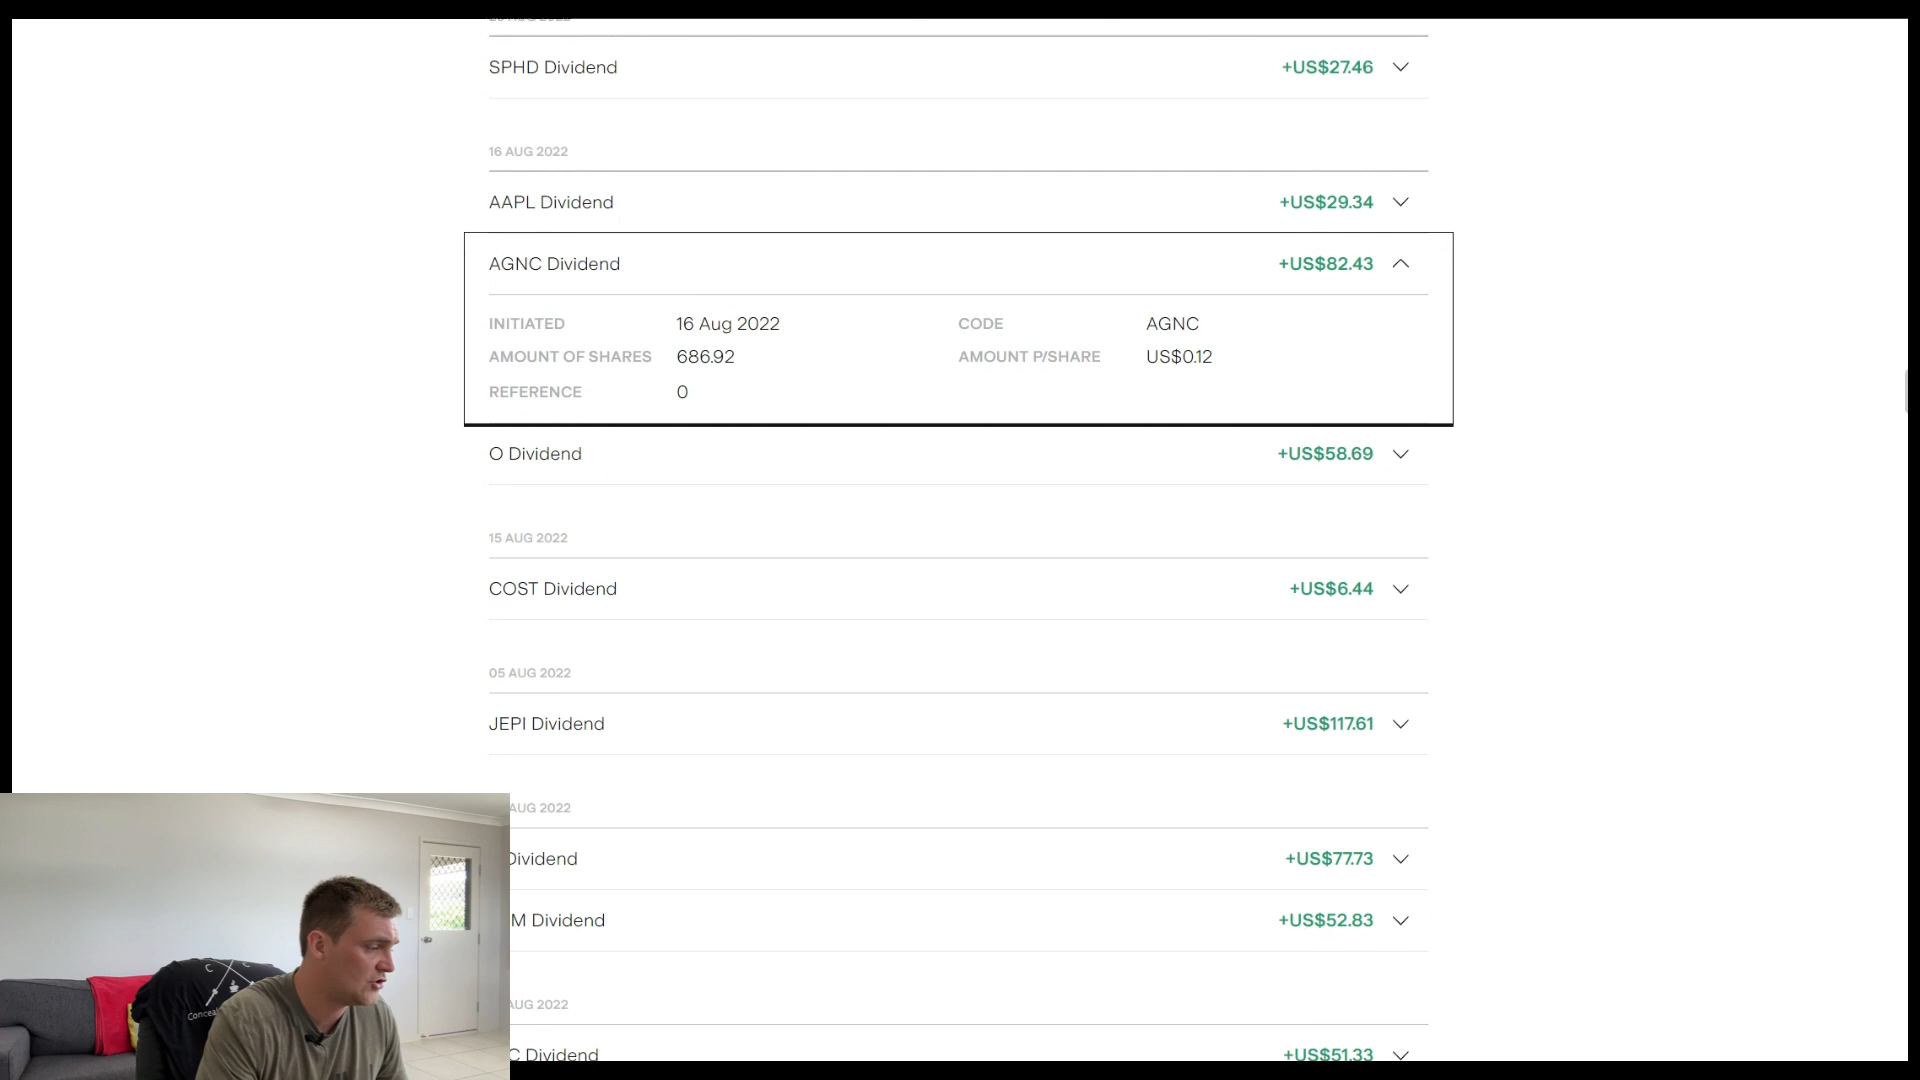 SPHD Dividend +US$27.46
16 AUG 2022
AAPL Dividend +US$29.34
AGNC Dividend +US$82.43
INITIATED 16 Aug 2022 CODE AGNC
AMOUNT OF SHARES 686.92 AMOUNT P/SHARE US$0.12
REFERENCE 0
O Dividend +US$58.69
15 AUG 2022
COST Dividend +US$6.44
05 AUG 2022
JEPI Dividend +US$117.61
AUG 2022
Dividend +US$77.73
M Dividend +US$52.83
AUG 2022
C Dividend +US$51.33